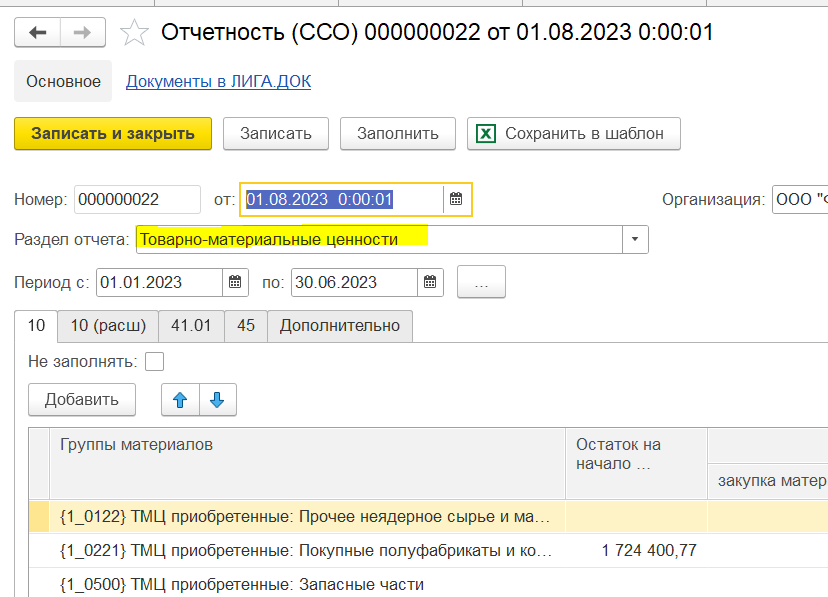 Отчетность (ССО) 000000022 от 01.08.2023 0:00:01
Основное Документы в ЛИГА.ДОК
Записать и закрыть Записать Заполнить Сохранить в шаблон
Номер: 000000022 от: 01.08.2023 0:00:01 Организация: ООО "Ф
Раздел отчета: Товарно-материальные ценности
Период с: 01.01.2023 по: 30.06.2023 ...
10 10 (расш) 41.01 45 Дополнительно
Не заполнять:
Добавить
Группы материалов Остаток на
начало ...
закупка матер
{1_0122} ТМЦ приобретенные: Прочее неядерное сырье и ма...
{1_0221} ТМЦ приобретенные: Покупные полуфабрикаты и ко... 1 724 400,77
{1_0500} ТМЦ приобретенные: Запасные части